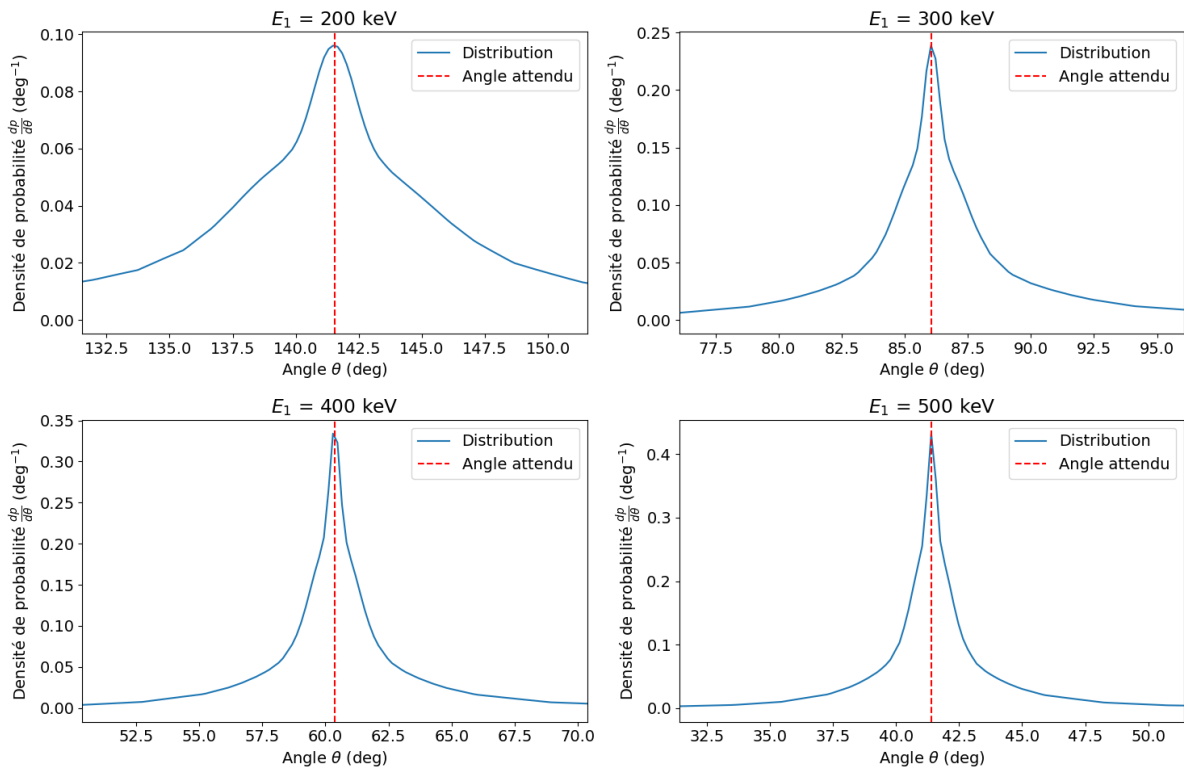 E₁ = 200 keV
Densité de probabilité dp/dθ (deg⁻¹)
0.10
0.08
0.06
0.04
0.02
0.00
Distribution
Angle attendu
132.5 135.0 137.5 140.0 142.5 145.0 147.5 150.0
Angle θ (deg)
E₁ = 300 keV
Densité de probabilité dp/dθ (deg⁻¹)
0.25
0.20
0.15
0.10
0.05
0.00
Distribution
Angle attendu
77.5 80.0 82.5 85.0 87.5 90.0 92.5 95.0
Angle θ (deg)
E₁ = 400 keV
Densité de probabilité dp/dθ (deg⁻¹)
0.35
0.30
0.25
0.20
0.15
0.10
0.05
0.00
Distribution
Angle attendu
52.5 55.0 57.5 60.0 62.5 65.0 67.5 70.0
Angle θ (deg)
E₁ = 500 keV
Densité de probabilité dp/dθ (deg⁻¹)
0.4
0.3
0.2
0.1
0.0
Distribution
Angle attendu
32.5 35.0 37.5 40.0 42.5 45.0 47.5 50.0
Angle θ (deg)